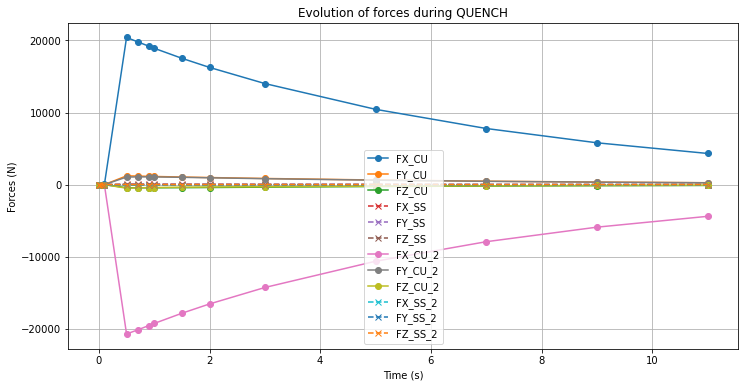 Evolution of forces during QUENCH
Forces (N)
20000
10000
0
−10000
−20000
FX_CU
FY_CU
FZ_CU
FX_SS
FY_SS
FZ_SS
FX_CU_2
FY_CU_2
FZ_CU_2
FX_SS_2
FY_SS_2
FZ_SS_2
0 2 4 6 8 10
Time (s)